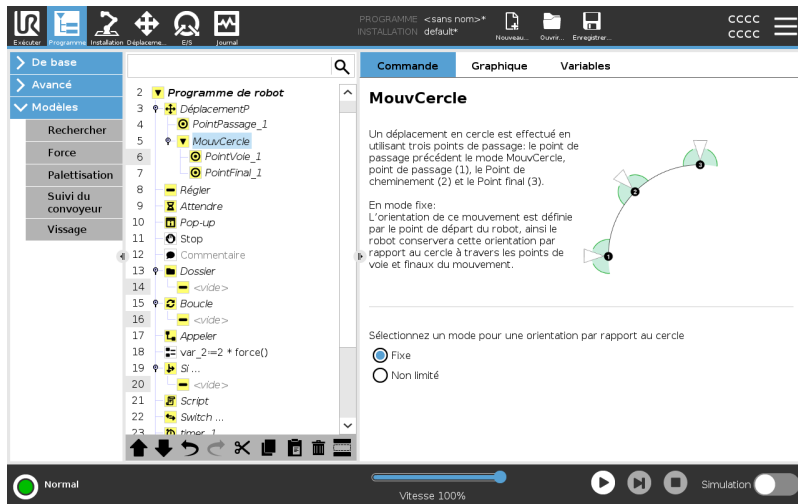 PROGRAMME <sans nom>*
INSTALLATION default*
CCCC
CCCC
Exécuter
Programme
Installation
Déplaceme...
E/S
Journal
Nouveau...
Ouvrir...
Enregistrer...
De base
Avancé
Modèles
Rechercher
Force
Palettisation
Suivi du
convoyeur
Vissage
2 Programme de robot
3 DéplacementP
4 PointPassage_1
5 MouvCercle
6 PointVoie_1
7 PointFinal_1
8 Régler
9 Attendre
10 Pop-up
11 Stop
12 Commentaire
13 Dossier
14 <vide>
15 Boucle
16 <vide>
17 Appeler
18 var_2:=2 * force()
19 Si ...
20 <vide>
21 Script
22 Switch ...
23 timer_1
Commande
Graphique
Variables
MouvCercle
Un déplacement en cercle est effectué en
utilisant trois points de passage: le point de
passage précédent le mode MouvCercle,
point de passage (1), le Point de
cheminement (2) et le Point final (3).
En mode fixe:
L'orientation de ce mouvement est définie
par le point de départ du robot, ainsi le
robot conservera cette orientation par
rapport au cercle à travers les points de
voie et finaux du mouvement.
1
2
3
Sélectionnez un mode pour une orientation par rapport au cercle
Fixe
Non limité
Normal
Vitesse 100%
Simulation